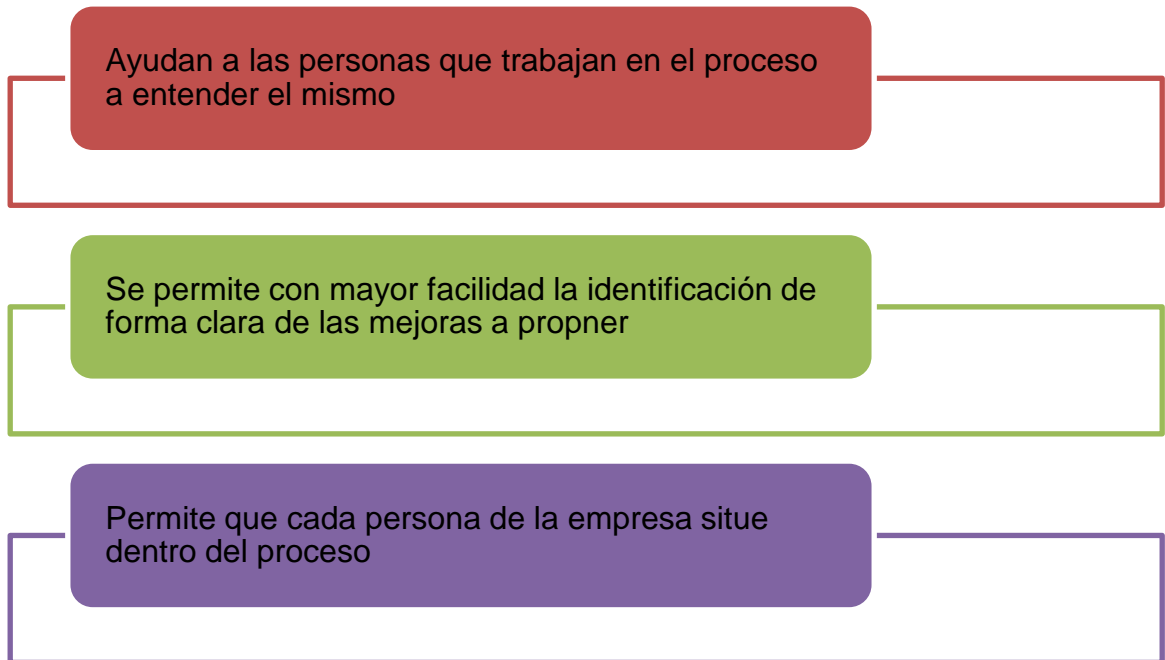 Ayudan a las personas que trabajan en el proceso
a entender el mismo
Se permite con mayor facilidad la identificación de
forma clara de las mejoras a propner
Permite que cada persona de la empresa situe
dentro del proceso